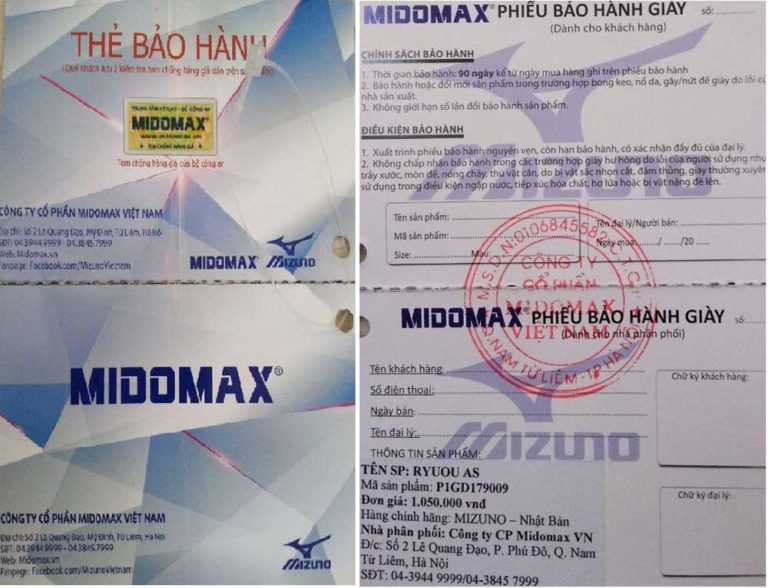 THẺ BẢO HÀNH
(Quý khách lưu ý kiểm tra tem chống hàng giả dán trên
MIDOMAX®
TEM CHỐNG HÀNG GIẢ
Tem chống hàng giả của bộ công an
CÔNG TY CỔ PHẦN MIDOMAX VIỆT NAM
Địa chỉ: Số 2 Lê Quang Đạo, Mỹ Đình, Từ Liêm, Hà Nội
SĐT: 04.3944.9999 - 04.3845.7999
Web: Midomax.vn
Fanpage: Facebook.com/MizunoVietnam
MIDOMAX® MIZUNO
MIDOMAX®
CÔNG TY CỔ PHẦN MIDOMAX VIỆT NAM
Địa chỉ: Số 2 Lê Quang Đạo, Mỹ Đình, Từ Liêm, Hà Nội
SĐT: 04.3944.9999 - 04.3845.7999
Web: Midomax.vn
Fanpage: Facebook.com/MizunoVietnam
MIZUNO
MIDOMAX® PHIẾU BẢO HÀNH GIÀY số:
(Dành cho khách hàng)
CHÍNH SÁCH BẢO HÀNH
1. Thời gian bảo hành: 90 ngày kể từ ngày mua hàng ghi trên phiếu bảo hành
2. Bảo hành hoặc đổi mới sản phẩm trong trường hợp bong keo, nổ da, gãy/nứt đế giày do lỗi
nhà sản xuất.
3. Không giới hạn số lần đổi bảo hành sản phẩm.
ĐIỀU KIỆN BẢO HÀNH
1. Xuất trình phiếu bảo hành nguyên vẹn, còn hạn bảo hành, có xác nhận đầy đủ của đại lý.
2. Không chấp nhận bảo hành trong các trường hợp giày hư hỏng do lỗi của người sử dụng như
trầy xước, mòn đế, nóng chảy, thú vật cắn, do bị vật sắc nhọn cắt, đâm thủng, giày thường xuyên
sử dụng trong điều kiện ngập nước, tiếp xúc hóa chất, hơ lửa hoặc bị vật nặng đè lên.
Tên sản phẩm:
Mã sản phẩm:
Size: Màu:
Tên đại lý/Người bán:
Ngày mua: / /20
M.S.D.N:0106845582-C.T.C.P
CÔNG TY
CỔ PHẦN
MIDOMAX
VIỆT NAM
Q. NAM TỪ LIÊM - TP HÀ NỘI
MIDOMAX® PHIẾU BẢO HÀNH GIÀY số:
(Dành cho nhà phân phối)
Tên khách hàng:
Số điện thoại:
Ngày bán:
Tên đại lý:
Chữ ký khách hàng:
MIZUNO
THÔNG TIN SẢN PHẨM:
TÊN SP: RYUOU AS
Mã sản phẩm: P1GD179009
Đơn giá: 1.050.000 vnđ
Hàng chính hãng: MIZUNO – Nhật Bản
Nhà phân phối: Công ty CP Midomax VN
Đ/c: Số 2 Lê Quang Đạo, P. Phú Đô, Q. Nam
Từ Liêm, Hà Nội
SĐT: 04-3944 9999/04-3845 7999
Chữ ký đại lý: